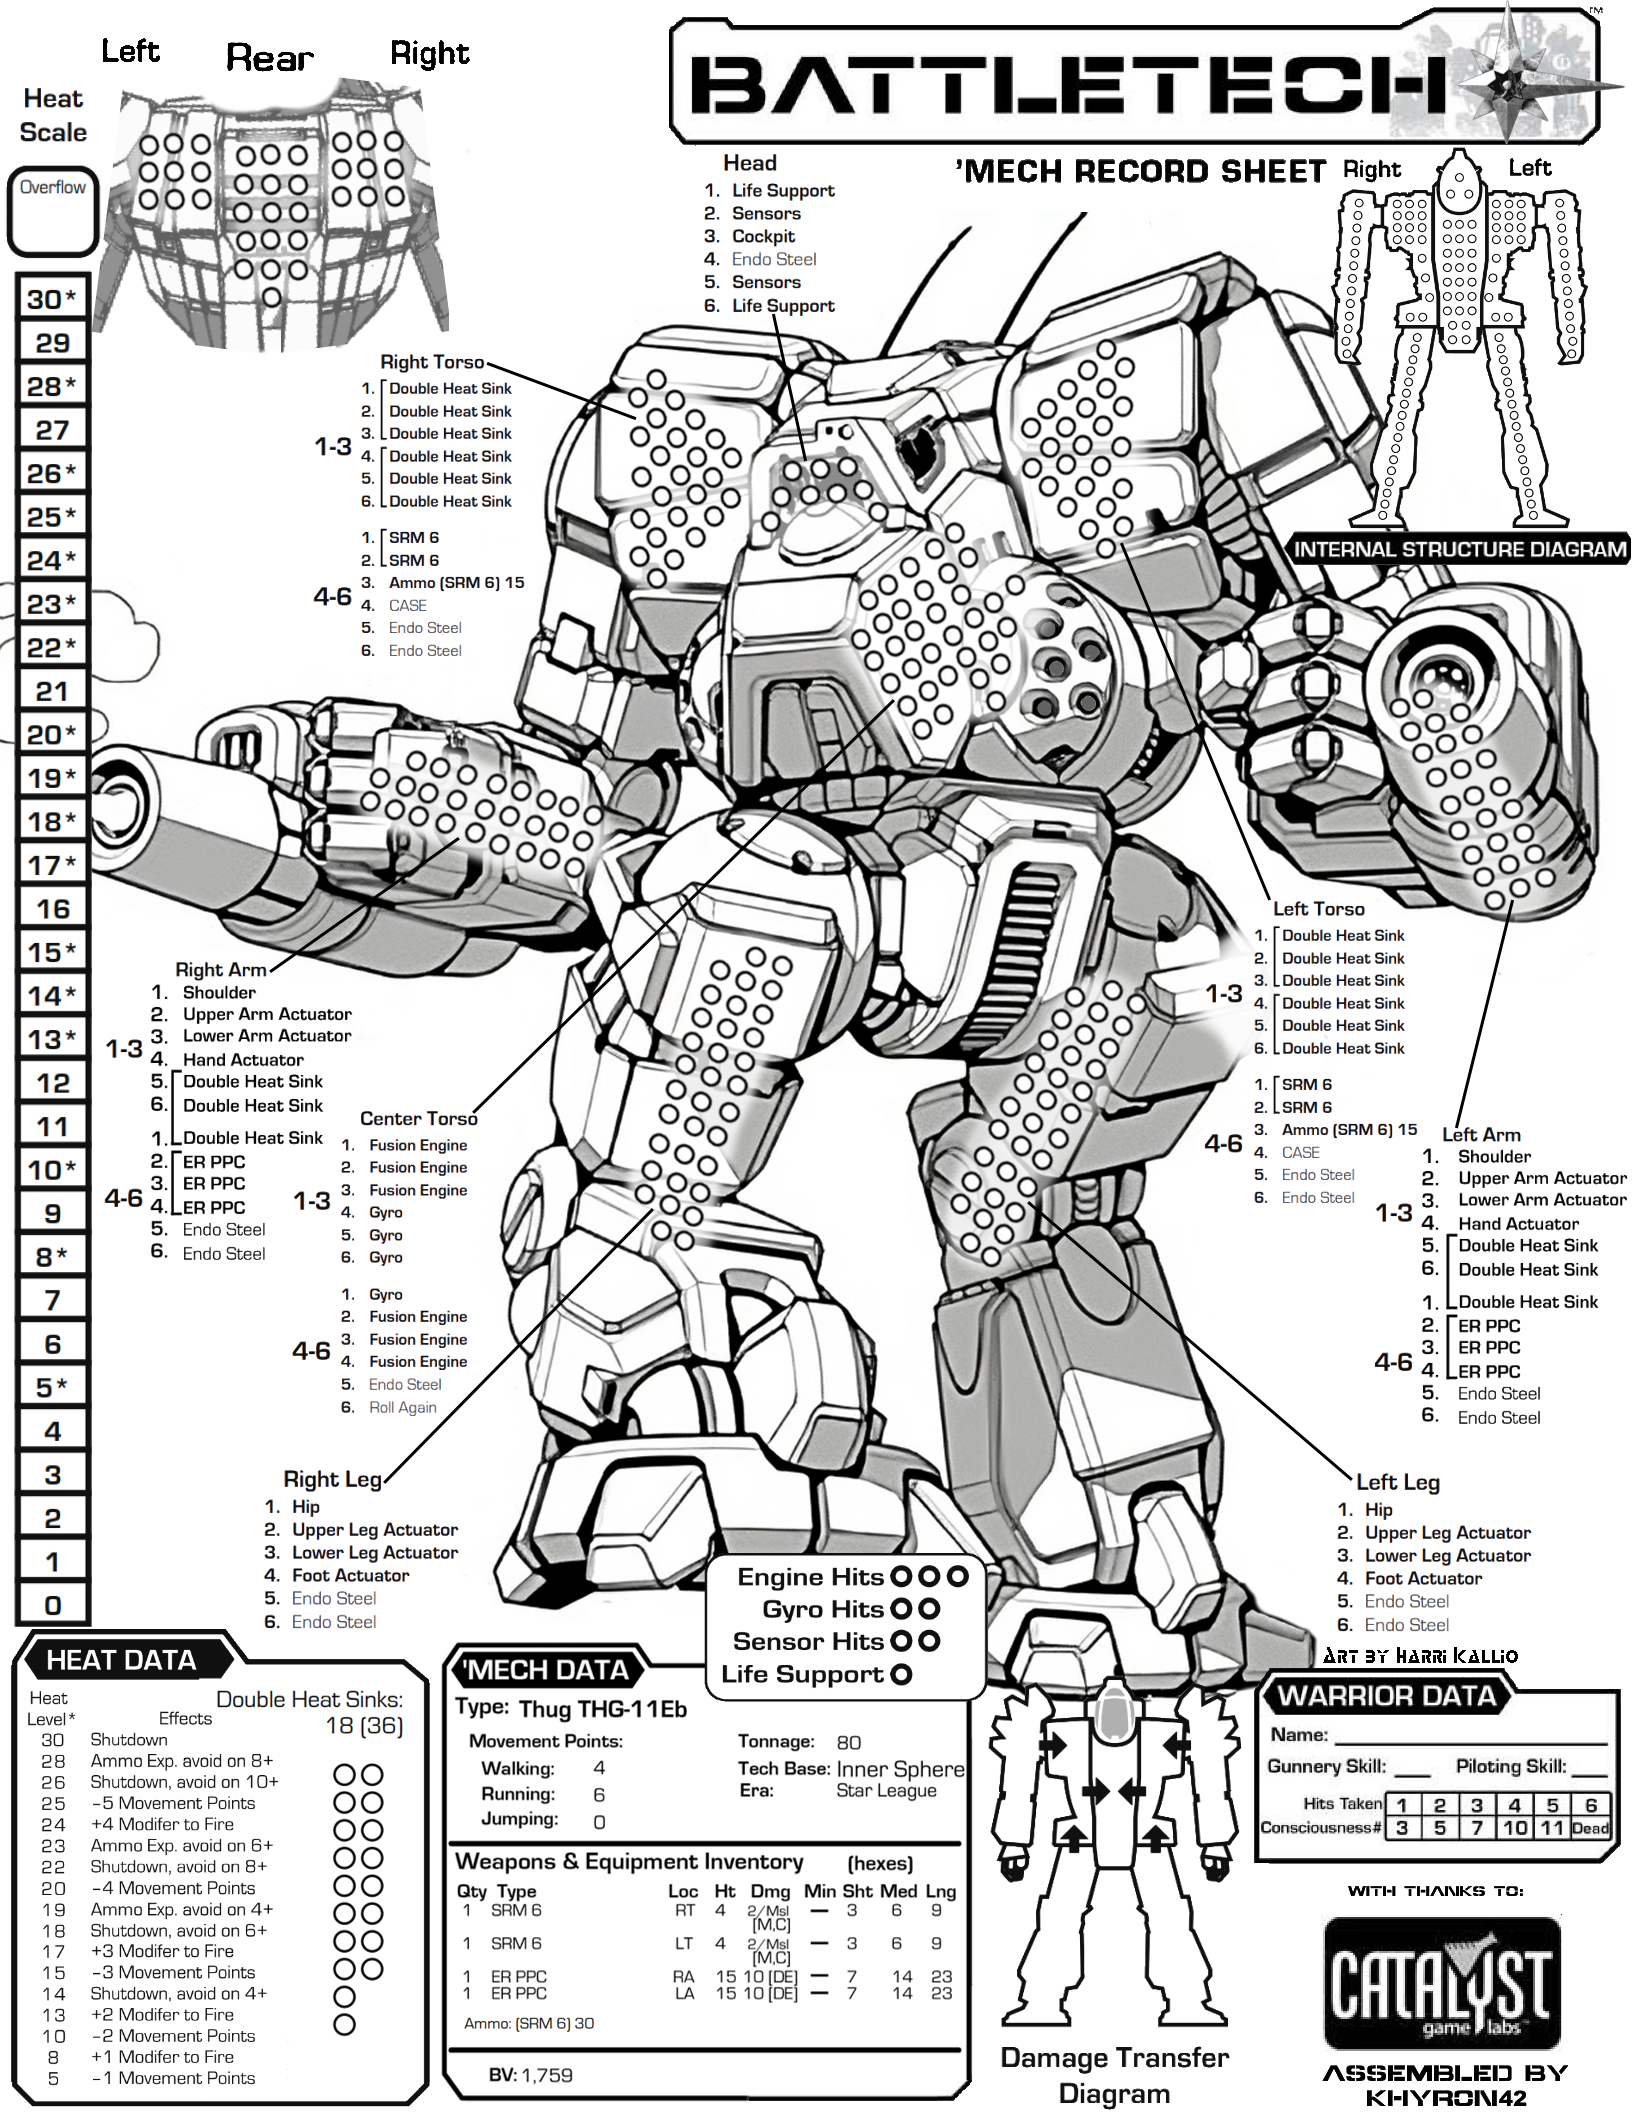 Left Rear Right
Heat
Scale
Overflow
30*
29
28*
27
26*
25*
24*
23*
22*
21
20*
19*
18*
17*
16
15*
14*
13*
12
11
10*
9
8*
7
6
5*
4
3
2
1
0
BATTLETECH
TM
'MECH RECORD SHEET
Right Left
INTERNAL STRUCTURE DIAGRAM
Head
1. Life Support
2. Sensors
3. Cockpit
4. Endo Steel
5. Sensors
6. Life Support
Right Torso
1. Double Heat Sink
2. Double Heat Sink
3. Double Heat Sink
1-3
4. Double Heat Sink
5. Double Heat Sink
6. Double Heat Sink
1. SRM 6
2. SRM 6
3. Ammo (SRM 6) 15
4-6
4. CASE
5. Endo Steel
6. Endo Steel
Right Arm
1. Shoulder
2. Upper Arm Actuator
3. Lower Arm Actuator
1-3
4. Hand Actuator
5. Double Heat Sink
6. Double Heat Sink
1. Double Heat Sink
2. ER PPC
3. ER PPC
4-6
4. ER PPC
5. Endo Steel
6. Endo Steel
Center Torso
1. Fusion Engine
2. Fusion Engine
3. Fusion Engine
1-3
4. Gyro
5. Gyro
6. Gyro
1. Gyro
2. Fusion Engine
3. Fusion Engine
4-6
4. Fusion Engine
5. Endo Steel
6. Roll Again
Left Torso
1. Double Heat Sink
2. Double Heat Sink
3. Double Heat Sink
1-3
4. Double Heat Sink
5. Double Heat Sink
6. Double Heat Sink
1. SRM 6
2. SRM 6
3. Ammo (SRM 6) 15
4-6
4. CASE
5. Endo Steel
6. Endo Steel
Left Arm
1. Shoulder
2. Upper Arm Actuator
3. Lower Arm Actuator
1-3
4. Hand Actuator
5. Double Heat Sink
6. Double Heat Sink
1. Double Heat Sink
2. ER PPC
3. ER PPC
4-6
4. ER PPC
5. Endo Steel
6. Endo Steel
Right Leg
1. Hip
2. Upper Leg Actuator
3. Lower Leg Actuator
4. Foot Actuator
5. Endo Steel
6. Endo Steel
Left Leg
1. Hip
2. Upper Leg Actuator
3. Lower Leg Actuator
4. Foot Actuator
5. Endo Steel
6. Endo Steel
Engine Hits
Gyro Hits
Sensor Hits
Life Support
ART BY HARRI KALLIO
HEAT DATA
Heat
Level* Effects
Double Heat Sinks:
18 (36)
30 Shutdown
28 Ammo Exp. avoid on 8+
26 Shutdown, avoid on 10+
25 -5 Movement Points
24 +4 Modifer to Fire
23 Ammo Exp. avoid on 6+
22 Shutdown, avoid on 8+
20 -4 Movement Points
19 Ammo Exp. avoid on 4+
18 Shutdown, avoid on 6+
17 +3 Modifer to Fire
15 -3 Movement Points
14 Shutdown, avoid on 4+
13 +2 Modifer to Fire
10 -2 Movement Points
8 +1 Modifer to Fire
5 -1 Movement Points
'MECH DATA
Type: Thug THG-11Eb
Movement Points:
Walking: 4
Running: 6
Jumping: 0
Tonnage: 80
Tech Base: Inner Sphere
Era: Star League
Weapons & Equipment Inventory (hexes)
Qty Type Loc Ht Dmg Min Sht Med Lng
1 SRM 6 RT 4 2/Msl — 3 6 9
[M,C]
1 SRM 6 LT 4 2/Msl — 3 6 9
[M,C]
1 ER PPC RA 15 10 [DE] — 7 14 23
1 ER PPC LA 15 10 [DE] — 7 14 23
Ammo: (SRM 6) 30
BV: 1,759
Damage Transfer
Diagram
WARRIOR DATA
Name:
Gunnery Skill: Piloting Skill:
Hits Taken 1 2 3 4 5 6
Consciousness# 3 5 7 10 11 Dead
WITH THANKS TO:
CATALYST
game labs
ASSEMBLED BY
KHYRON42